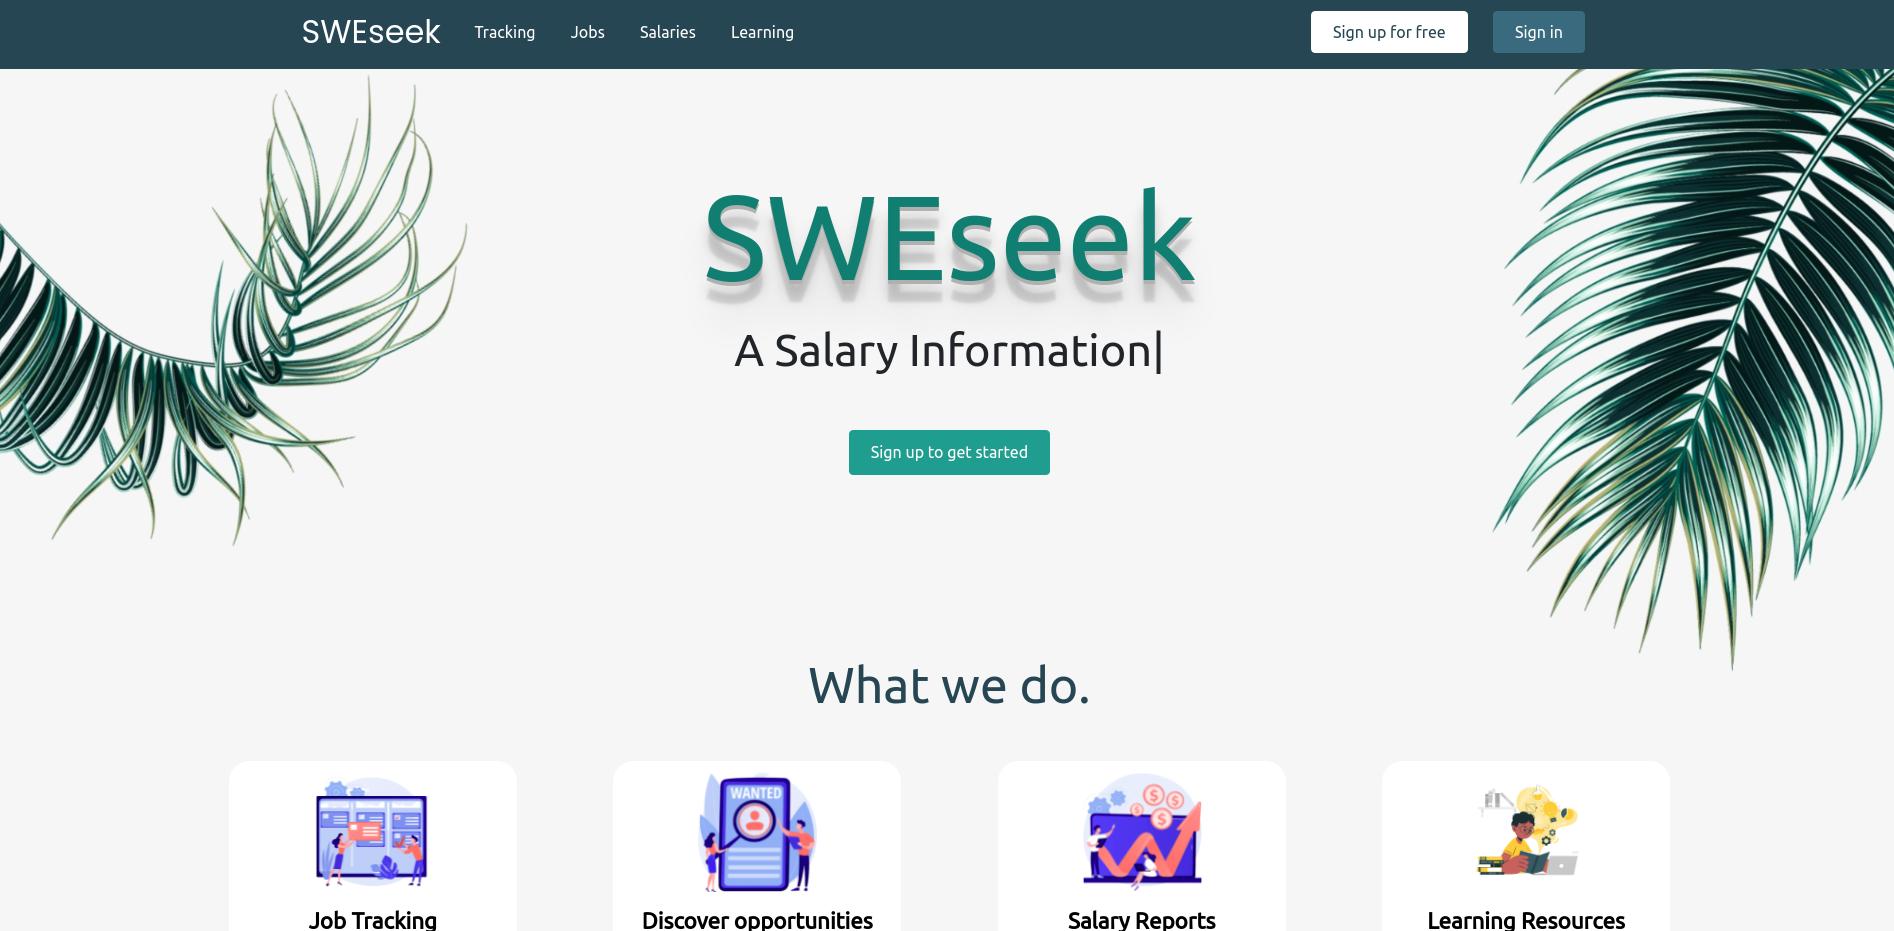 SWEseek Tracking Jobs Salaries Learning Sign up for free Sign in
SWEseek
A Salary Information|
Sign up to get started
What we do.
WANTED
Job Tracking
Discover opportunities
Salary Reports
Learning Resources